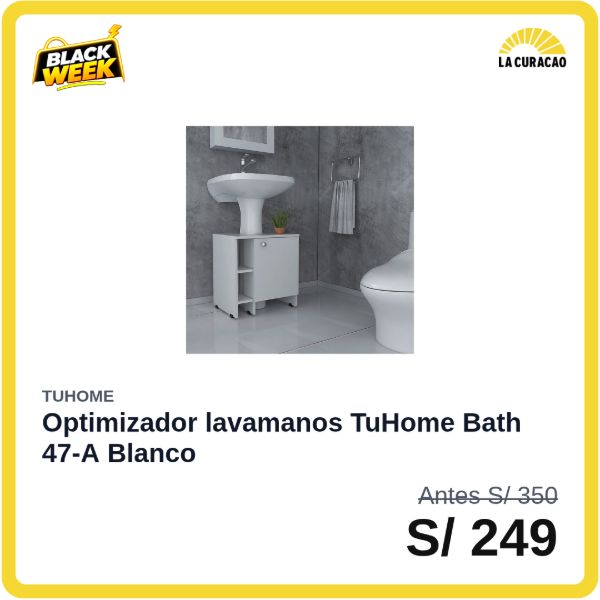 BLACK
WEEK
LA CURACAO
TUHOME
Optimizador lavamanos TuHome Bath
47-A Blanco
Antes S/ 350
S/ 249